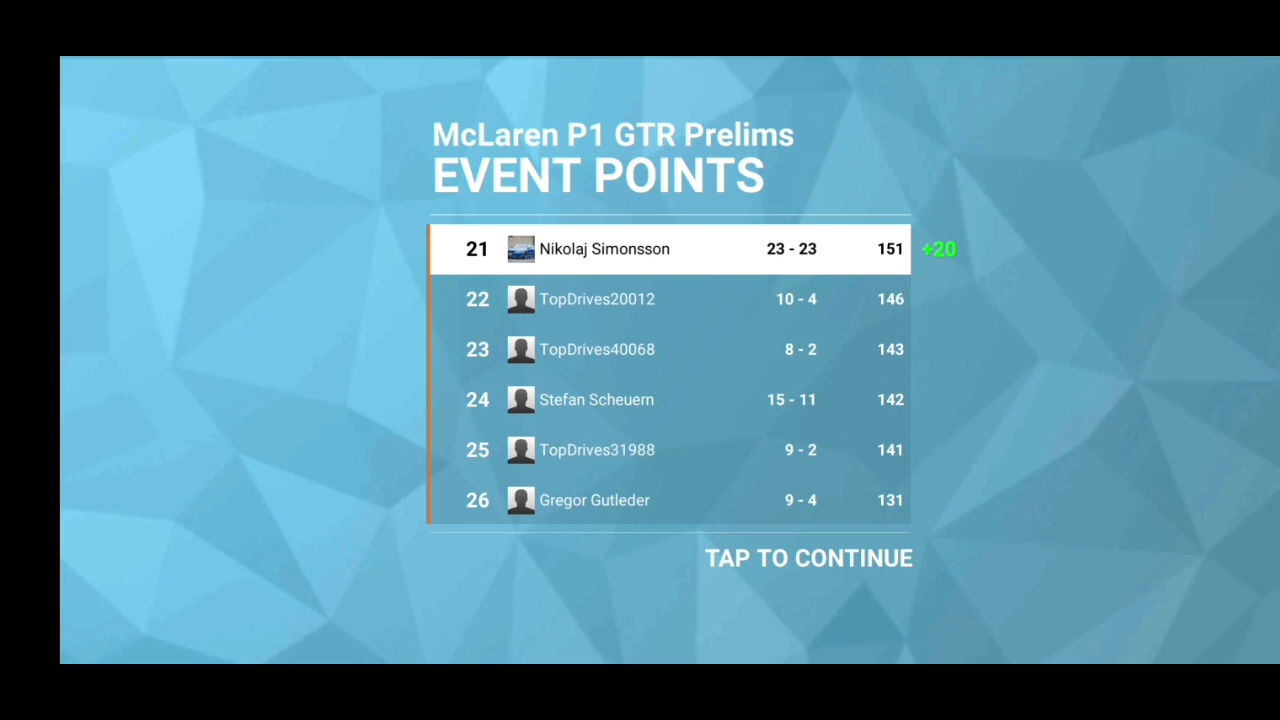 McLaren P1 GTR Prelims
EVENT POINTS
21 Nikolaj Simonsson 23 - 23 151 +20
22 TopDrives20012 10 - 4 146
23 TopDrives40068 8 - 2 143
24 Stefan Scheuern 15 - 11 142
25 TopDrives31988 9 - 2 141
26 Gregor Gutleder 9 - 4 131
TAP TO CONTINUE